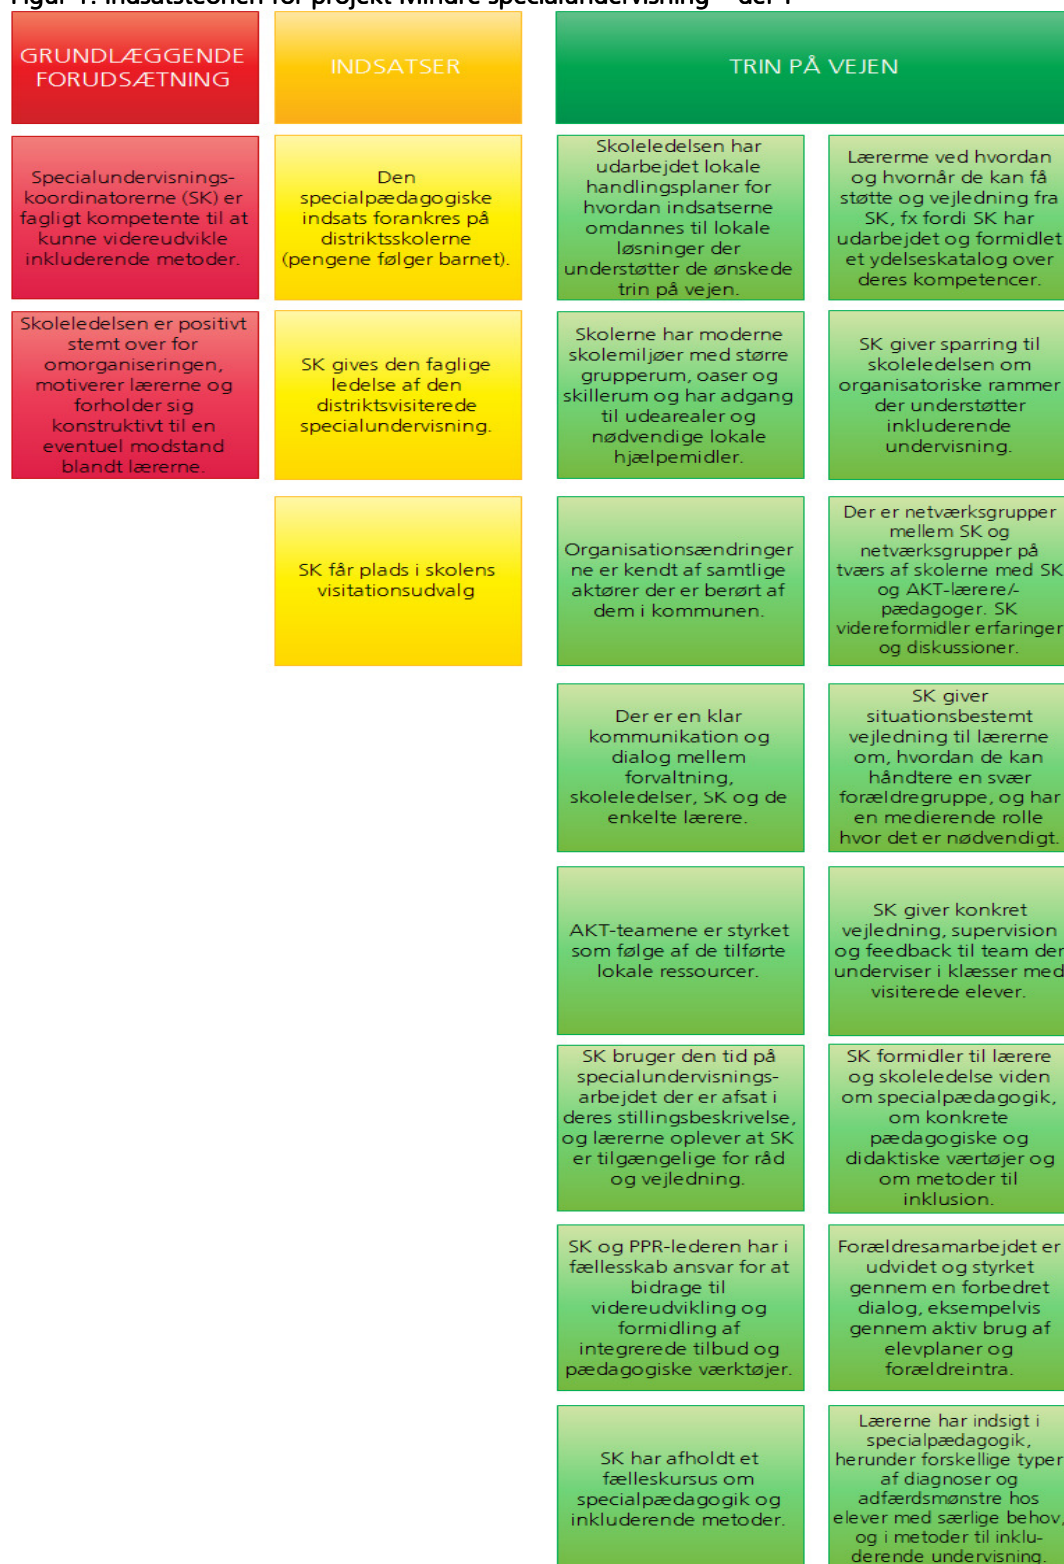 Figur 1. Indsatsteorien for projekt Mindre specialundervisning – del 1
GRUNDLÆGGENDE
FORUDSÆTNING
INDSATSER
TRIN PÅ VEJEN
Specialundervisnings-
koordinatorerne (SK) er
fagligt kompetente til at
kunne videreudvikle
inkluderende metoder.
Den
specialpædagogiske
indsats forankres på
distriktsskolerne
(pengene følger barnet).
Skoleledelsen har
udarbejdet lokale
handlingsplaner for
hvordan indsatserne
omdannes til lokale
løsninger der
understøtter de ønskede
trin på vejen.
Lærerme ved hvordan
og hvornår de kan få
støtte og vejledning fra
SK, fx fordi SK har
udarbejdet og formidlet
et ydelseskatalog over
deres kompetencer.
Skoleledelsen er positivt
stemt over for
omorganiseringen,
motiverer lærerne og
forholder sig
konstruktivt til en
eventuel modstand
blandt lærerne.
SK gives den faglige
ledelse af den
distriktsvisiterede
specialundervisning.
Skolerne har moderne
skolemiljøer med større
grupperum, oaser og
skillerum og har adgang
til udearealer og
nødvendige lokale
hjælpemidler.
SK giver sparring til
skoleledelsen om
organisatoriske rammer
der understøtter
inkluderende
undervisning.
SK får plads i skolens
visitationsudvalg
Organisationsændringer
ne er kendt af samtlige
aktører der er berørt af
dem i kommunen.
Der er netværksgrupper
mellem SK og
netværksgrupper på
tværs af skolerne med SK
og AKT-lærere/-
pædagoger. SK
videreformidler erfaringer
og diskussioner.
Der er en klar
kommunikation og
dialog mellem
forvaltning,
skoleledelser, SK og de
enkelte lærere.
SK giver
situationsbestemt
vejledning til lærerne
om, hvordan de kan
håndtere en svær
forældregruppe, og har
en medierende rolle
hvor det er nødvendigt.
AKT-teamene er styrket
som følge af de tilførte
lokale ressourcer.
SK giver konkret
vejledning, supervision
og feedback til team der
underviser i klæsser med
visiterede elever.
SK bruger den tid på
specialundervisnings-
arbejdet der er afsat i
deres stillingsbeskrivelse,
og lærerne oplever at SK
er tilgængelige for råd
og vejledning.
SK formidler til lærere
og skoleledelse viden
om specialpædagogik,
om konkrete
pædagogiske og
didaktiske værtøjer og
om metoder til
inklusion.
SK og PPR-lederen har i
fællesskab ansvar for at
bidrage til
videreudvikling og
formidling af
integrerede tilbud og
pædagogiske værktøjer.
Forældresamarbejdet er
udvidet og styrket
gennem en forbedret
dialog, eksempelvis
gennem aktiv brug af
elevplaner og
forældreintra.
SK har afholdt et
fælleskursus om
specialpædagogik og
inkluderende metoder.
Lærerne har indsigt i
specialpædagogik,
herunder forskellige typer
af diagnoser og
adfærdsmønstre hos
elever med særlige behov,
og i metoder til inklu-
derende undervisning.